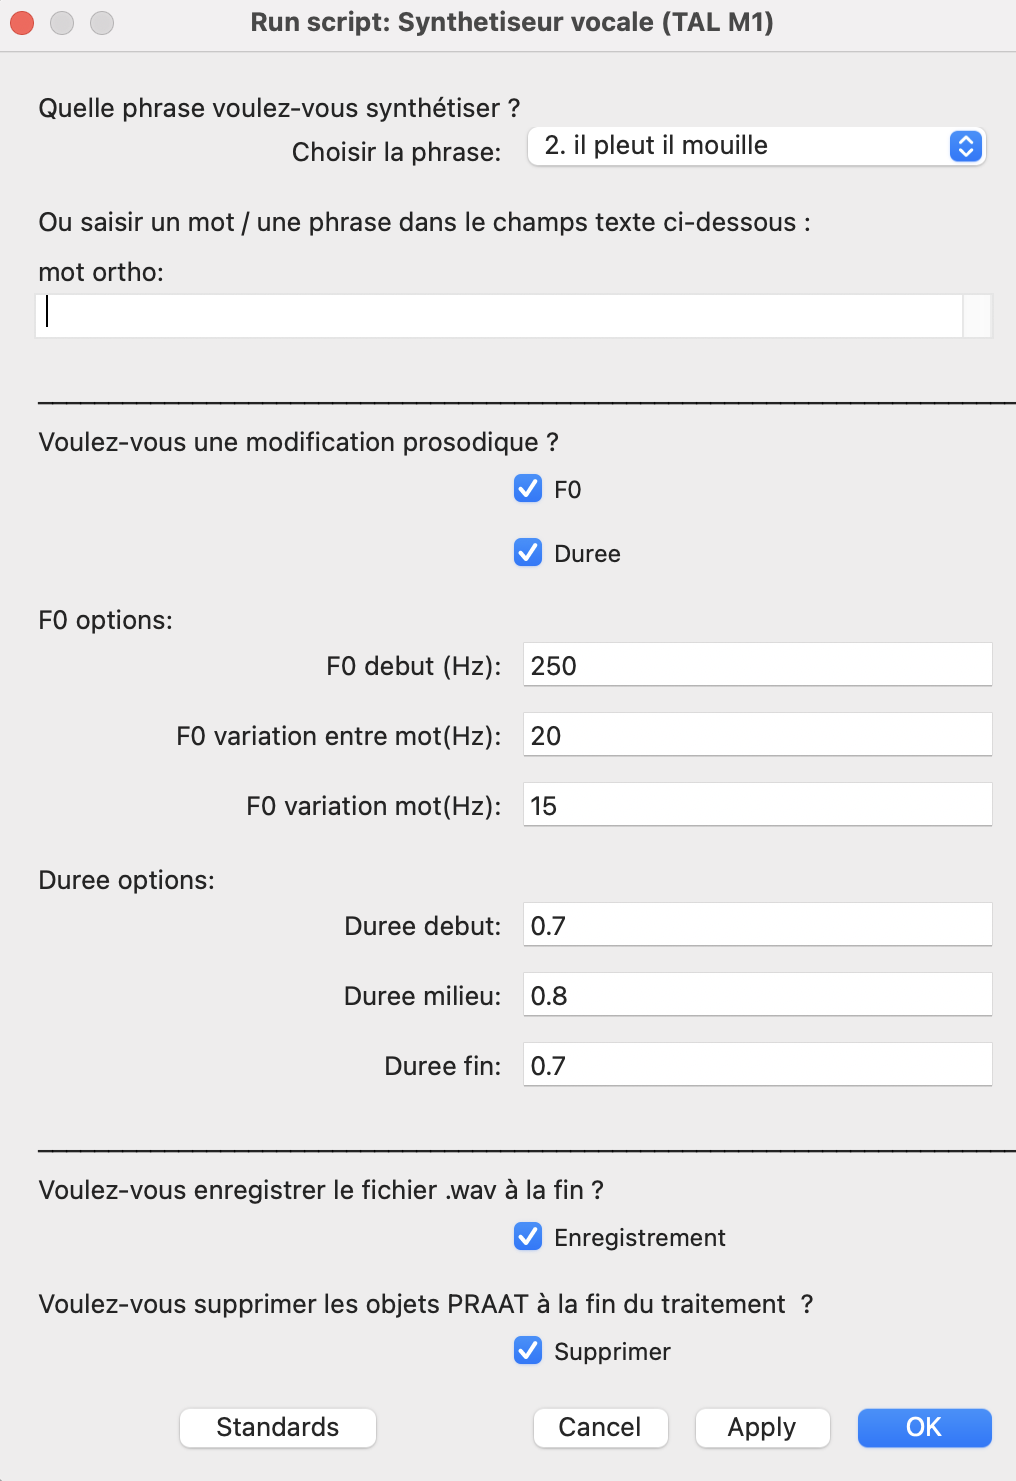 Run script: Synthetiseur vocale (TAL M1)
Quelle phrase voulez-vous synthétiser ?
Choisir la phrase: 2. il pleut il mouille
Ou saisir un mot / une phrase dans le champs texte ci-dessous :
mot ortho:
Voulez-vous une modification prosodique ?
F0
Duree
F0 options:
F0 debut (Hz): 250
F0 variation entre mot(Hz): 20
F0 variation mot(Hz): 15
Duree options:
Duree debut: 0.7
Duree milieu: 0.8
Duree fin: 0.7
Voulez-vous enregistrer le fichier .wav à la fin ?
Enregistrement
Voulez-vous supprimer les objets PRAAT à la fin du traitement  ?
Supprimer
Standards Cancel Apply OK